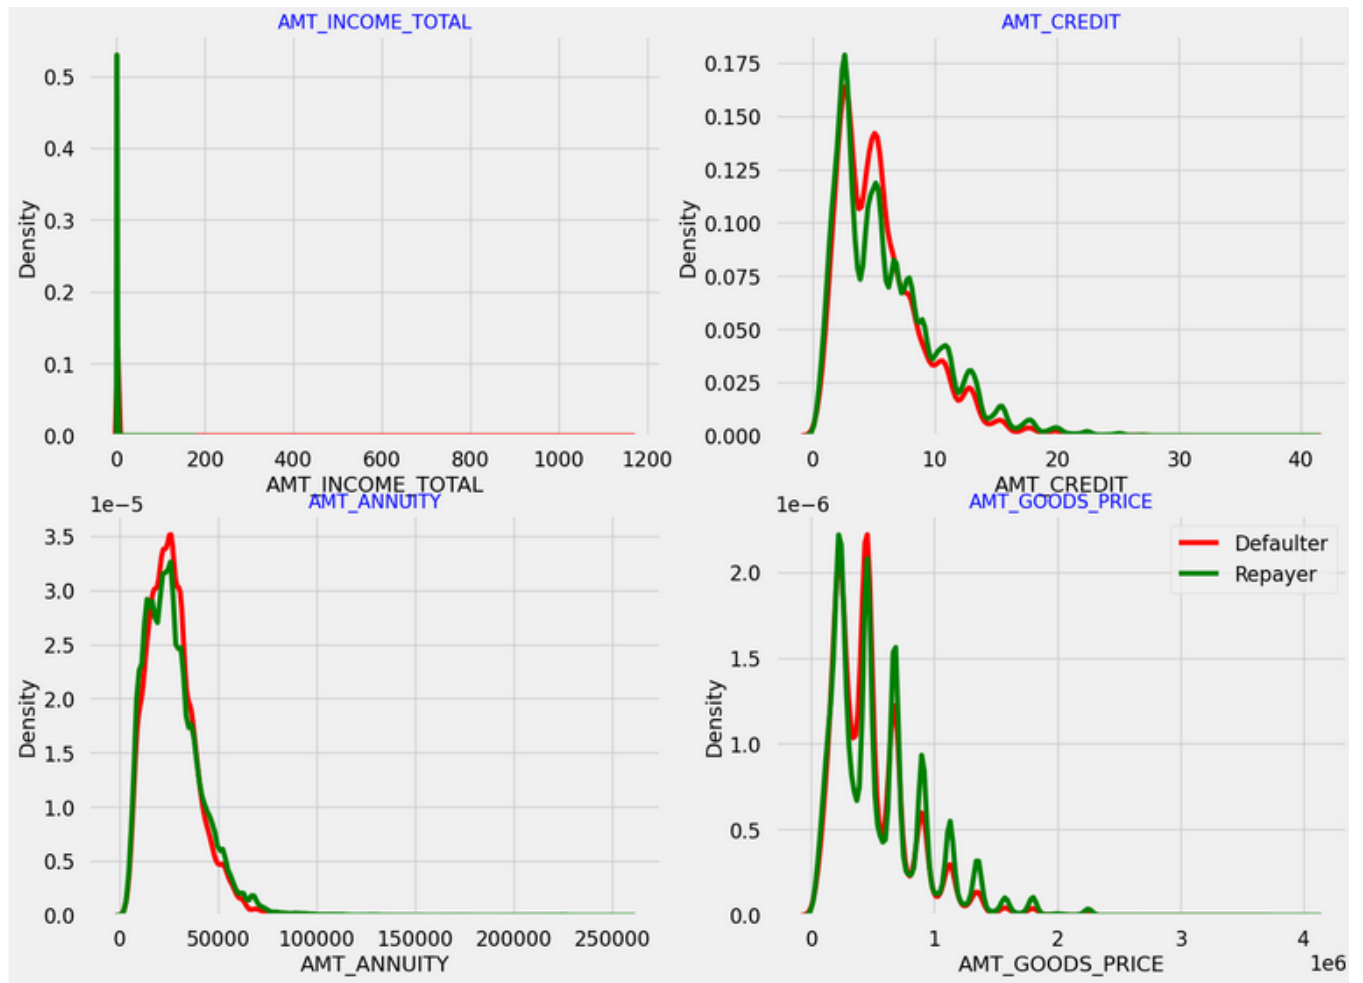 AMT_INCOME_TOTAL
Density
0.5
0.4
0.3
0.2
0.1
0.0
0 200 400 600 800 1000 1200
AMT_INCOME_TOTAL
AMT_CREDIT
Density
0.175
0.150
0.125
0.100
0.075
0.050
0.025
0.000
0 10 20 30 40
AMT_CREDIT
AMT_ANNUITY
1e−5
Density
3.5
3.0
2.5
2.0
1.5
1.0
0.5
0.0
0 50000 100000 150000 200000 250000
AMT_ANNUITY
AMT_GOODS_PRICE
1e−6
Defaulter
Repayer
Density
2.0
1.5
1.0
0.5
0.0
0 1 2 3 4
1e6
AMT_GOODS_PRICE